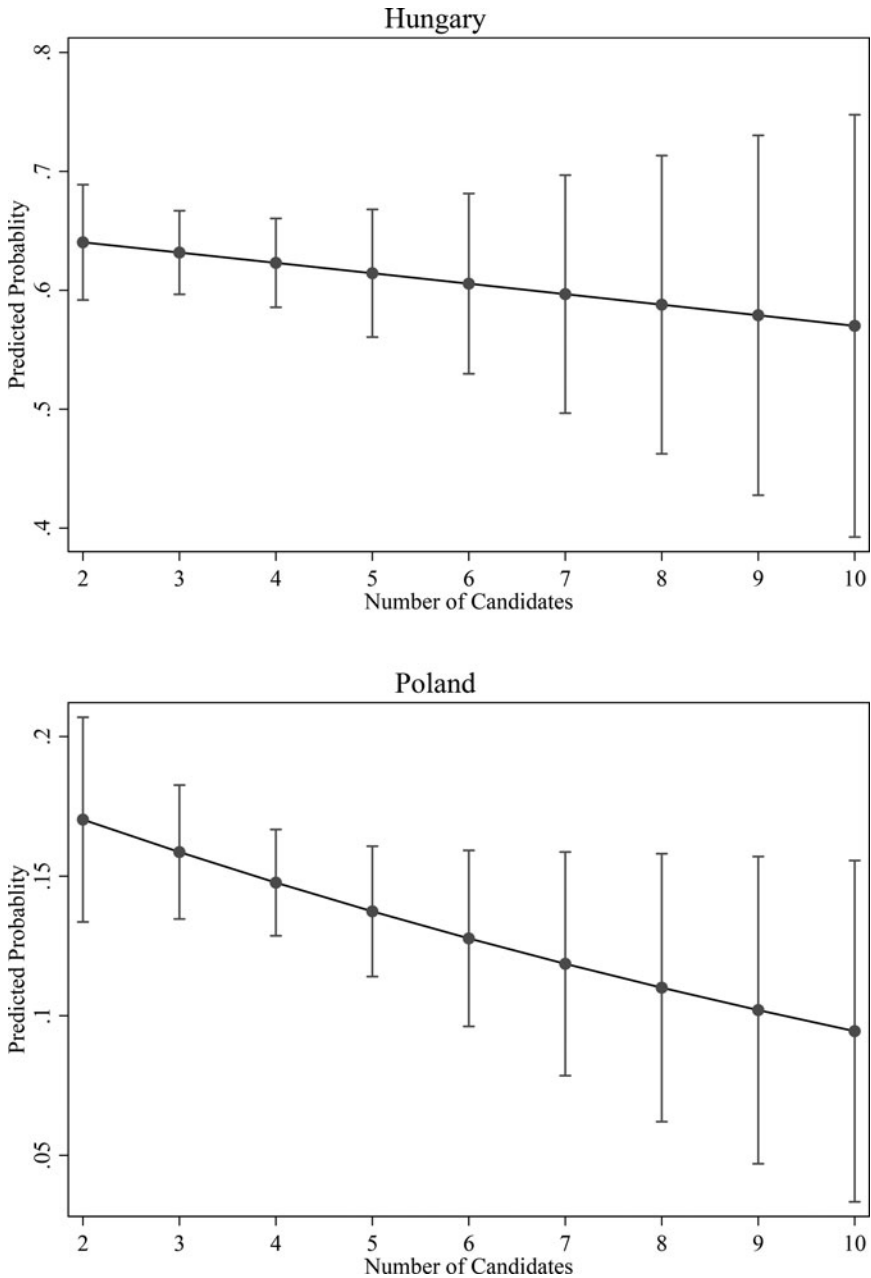 Hungary
.8
.7
.6
.5
.4
Predicted Probablity
2 3 4 5 6 7 8 9 10
Number of Candidates
Poland
.2
.15
.1
.05
Predicted Probablity
2 3 4 5 6 7 8 9 10
Number of Candidates